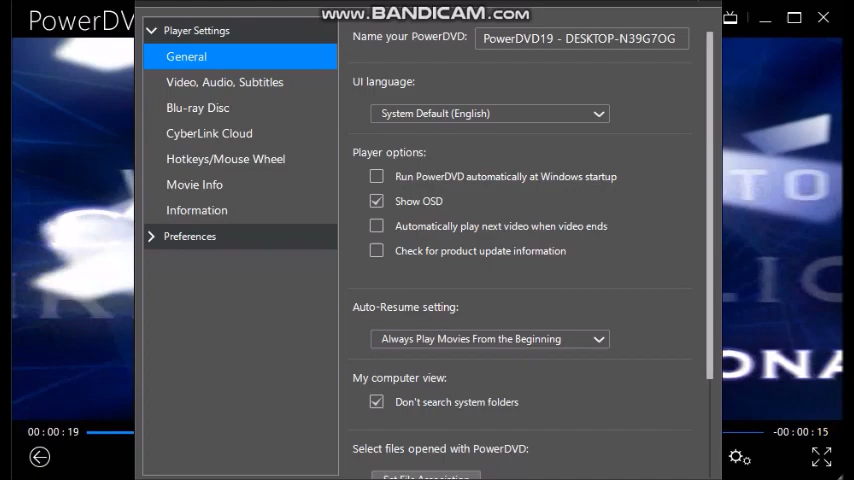 www.BANDICAM.com
PowerDV
Player Settings
General
Video, Audio, Subtitles
Blu-ray Disc
CyberLink Cloud
Hotkeys/Mouse Wheel
Movie Info
Information
Preferences
Name your PowerDVD:
PowerDVD19 - DESKTOP-N39G7OG
UI language:
System Default (English)
Player options:
Run PowerDVD automatically at Windows startup
Show OSD
Automatically play next video when video ends
Check for product update information
Auto-Resume setting:
Always Play Movies From the Beginning
My computer view:
Don't search system folders
Select files opened with PowerDVD:
Set File Association
00:00:19
-00:00:15